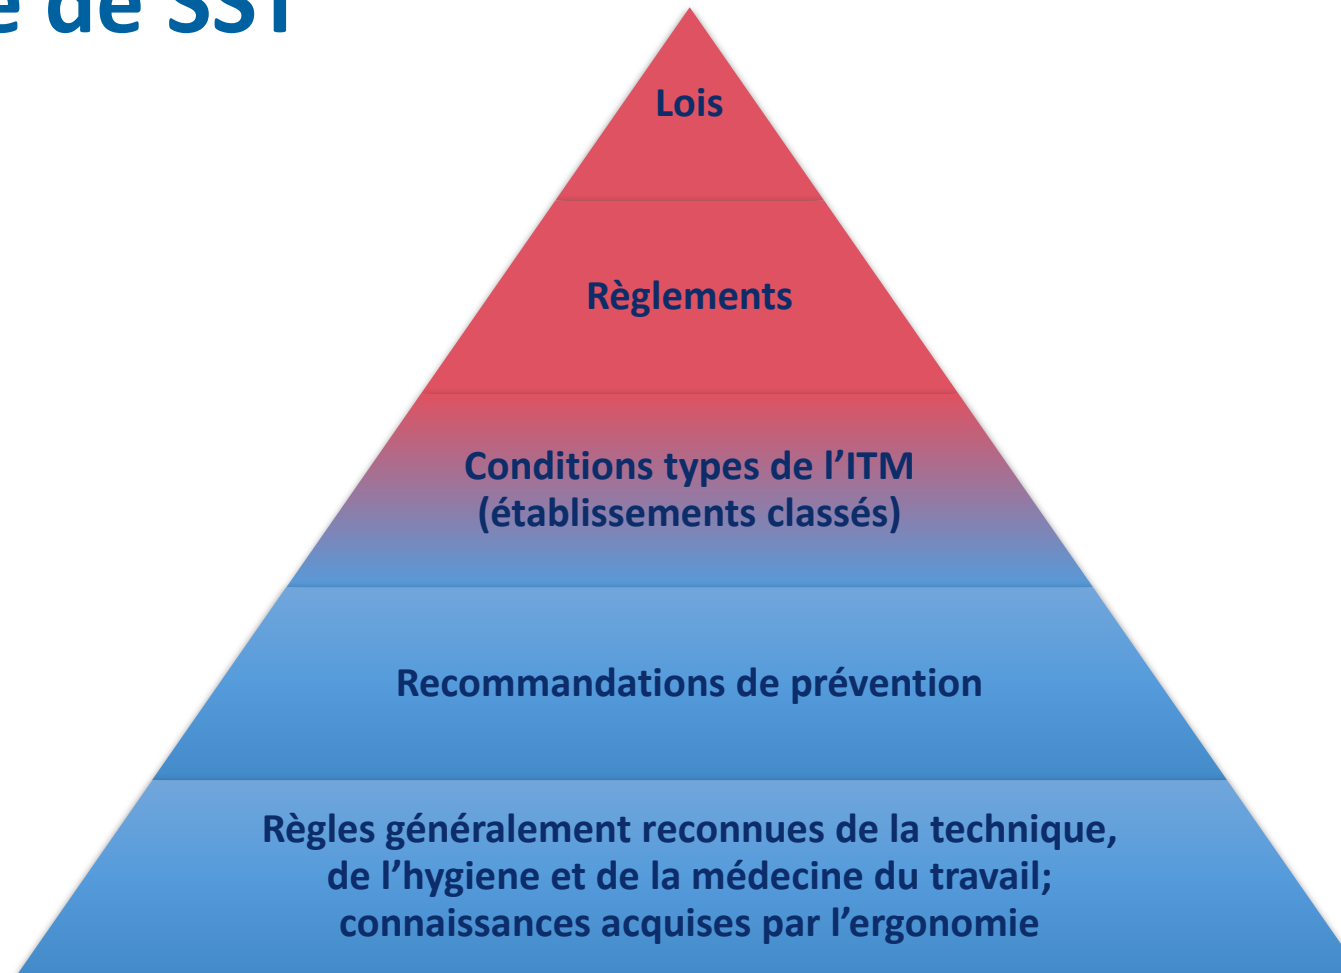 e de SST
Lois
Règlements
Conditions types de l’ITM
(établissements classés)
Recommandations de prévention
Règles généralement reconnues de la technique,
de l’hygiene et de la médecine du travail;
connaissances acquises par l’ergonomie